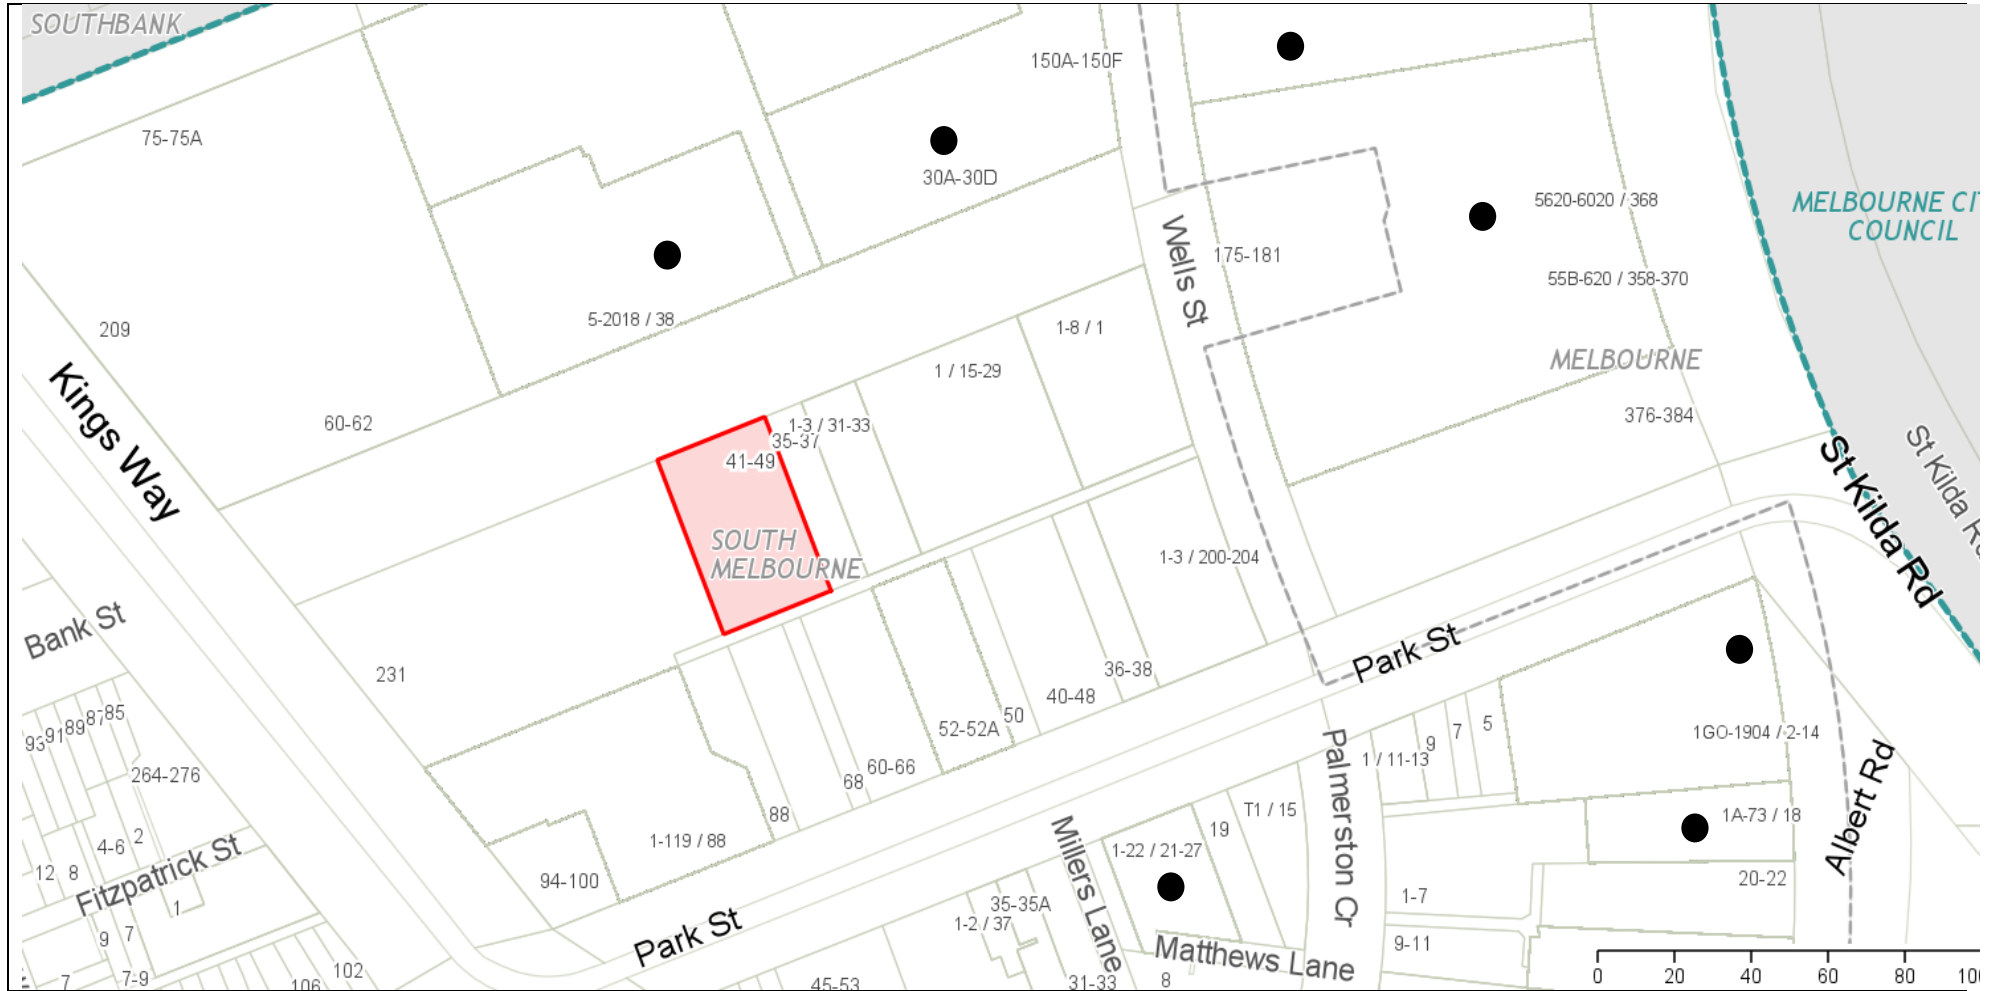 SOUTHBANK
150A-150F
75-75A
30A-30D
5620-6020 / 368
MELBOURNE CI
COUNCIL
Wells St
175-181
55B-620 / 358-370
5-2018 / 38
209
1-8 / 1
MELBOURNE
1 / 15-29
Kings Way
60-62
1-3 / 31-33
35-37
41-49
376-384
St Kilda Rd
St Kilda R
SOUTH
MELBOURNE
1-3 / 200-204
Bank St
Park St
231
36-38
40-48
50
52-52A
93
91
89
87
85
5
7
9
1 / 11-13
1GO-1904 / 2-14
Palmerston Cr
Albert Rd
264-276
60-66
68
88
T1 / 15
19
1A-73 / 18
2
4-6
1-119 / 88
Millers Lane
1-22 / 21-27
12
8
Fitzpatrick St
94-100
20-22
1
35-35A
1-2 / 37
1-7
9
7
Park St
Matthews Lane
9-11
7
7-9
102
106
45-53
31-33
8
0
20
40
60
80
100